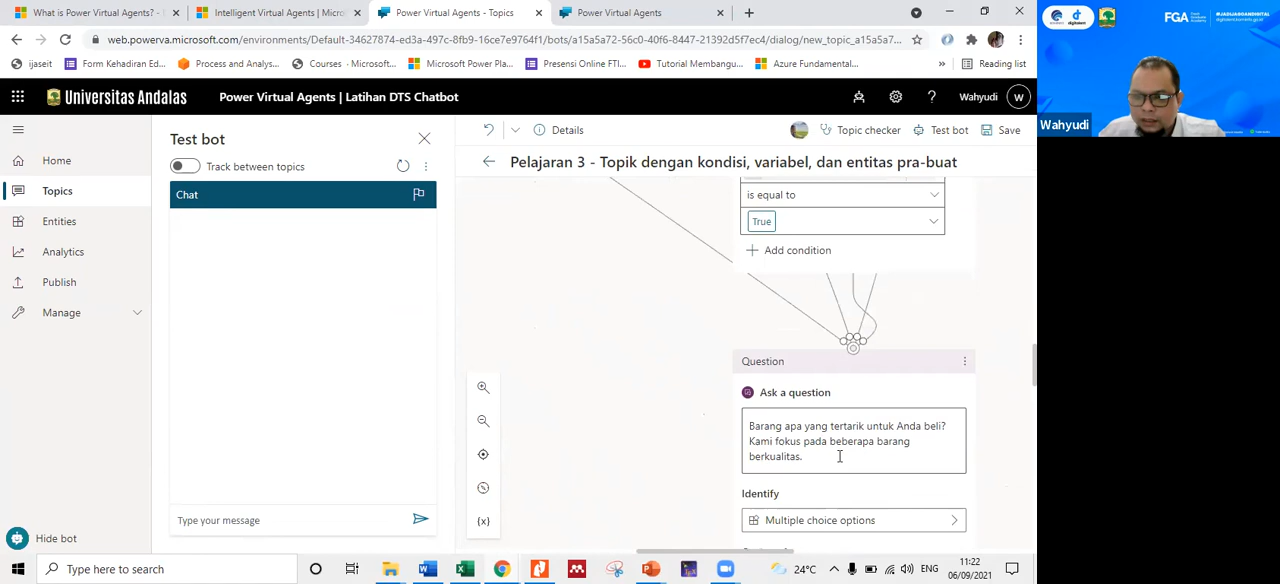 What is Power Virtual Agents? -
Intelligent Virtual Agents | Micro
Power Virtual Agents - Topics
Power Virtual Agents
web.powerva.microsoft.com/environments/Default-34627874-ed3a-497c-8fb9-16ce7e9764f1/bots/a15a5a72-56c0-40f6-8447-21392d5f7ec4/dialog/new_topic_a15a5a7...
ijaseit
Form Kehadiran Ed...
Process and Analys...
Courses - Microsoft...
Microsoft Power Pla...
Presensi Online FTI...
Tutorial Membangu...
Azure Fundamental...
»
Reading list
Universitas Andalas
Power Virtual Agents | Latihan DTS Chatbot
?
Wahyudi
W
Home
Topics
Entities
Analytics
Publish
Manage
Hide bot
Test bot
Track between topics
Chat
Type your message
Details
Topic checker
Test bot
Save
Pelajaran 3 - Topik dengan kondisi, variabel, dan entitas pra-buat
is equal to
True
Add condition
Question
Ask a question
Barang apa yang tertarik untuk Anda beli?
Kami fokus pada beberapa barang
berkualitas.
Identify
Multiple choice options
{x}
Type here to search
24°C
ENG
11:22
06/09/2021
digitalent
FGA
#JADIJAGOANDIGITAL
Wahyudi